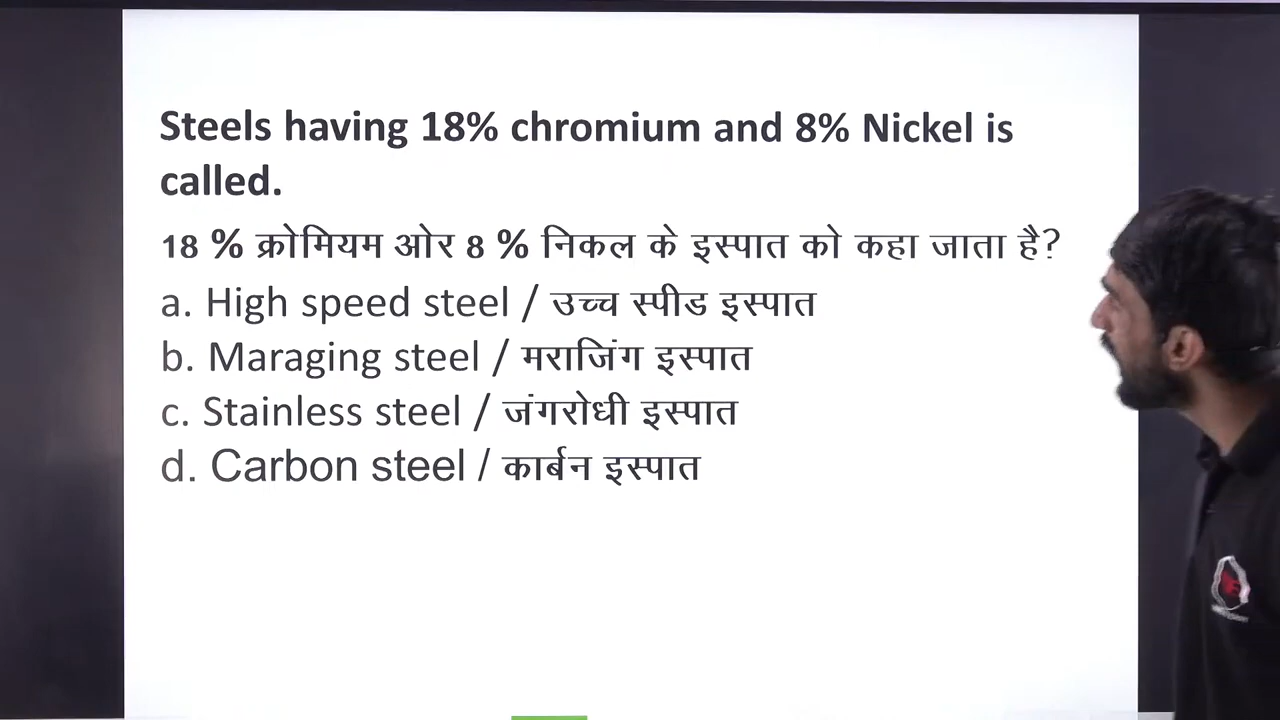 Steels having 18% chromium and 8% Nickel is
called.
18 % क्रोमियम ओर 8 % निकल के इस्पात को कहा जाता है?
a. High speed steel / उच्च स्पीड इस्पात
b. Maraging steel / मराजिंग इस्पात
c. Stainless steel / जंगरोधी इस्पात
d. Carbon steel / कार्बन इस्पात